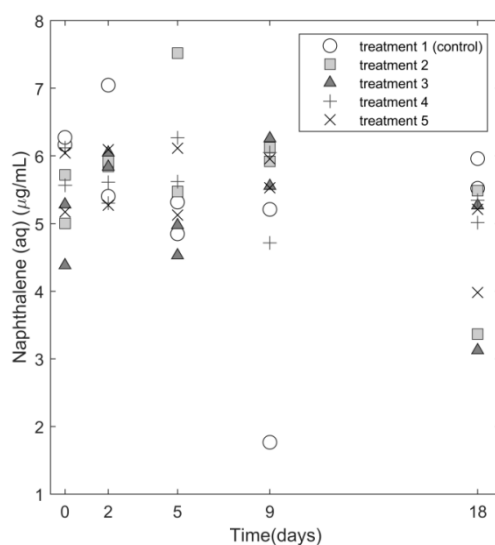 8
7
6
5
4
3
2
1
Naphthalene (aq) (μg/mL)
treatment 1 (control)
treatment 2
treatment 3
treatment 4
treatment 5
0 2 5 9 18
Time(days)